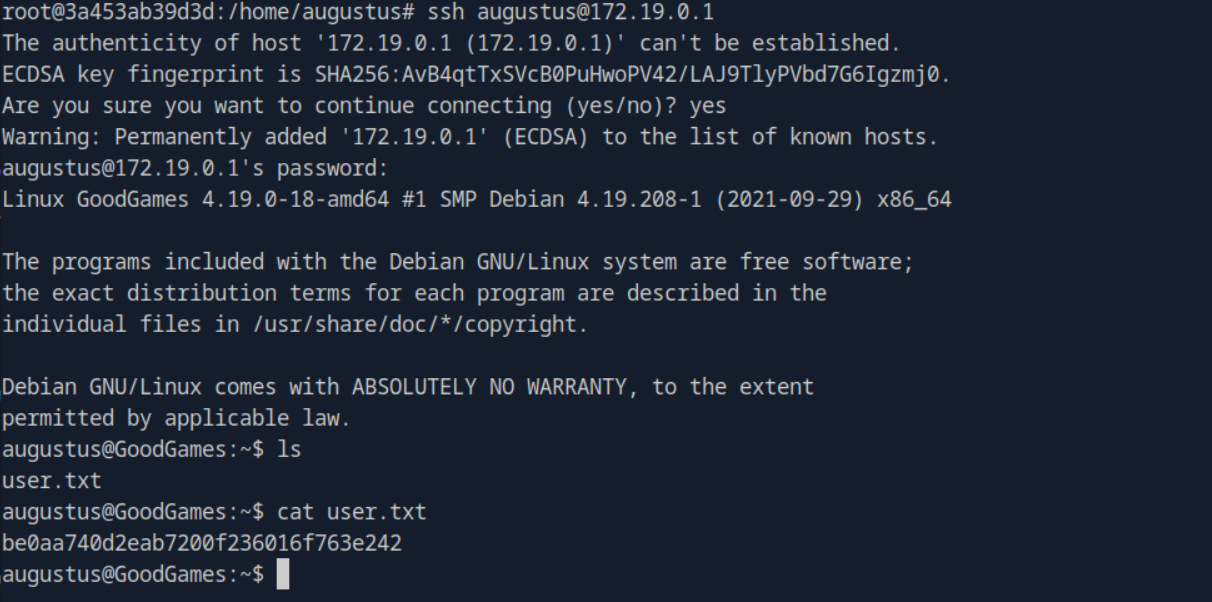 root@3a453ab39d3d:/home/augustus# ssh augustus@172.19.0.1
The authenticity of host '172.19.0.1 (172.19.0.1)' can't be established.
ECDSA key fingerprint is SHA256:AvB4qtTxSVcB0PuHwoPV42/LAJ9TlyPVbd7G6Igzmj0.
Are you sure you want to continue connecting (yes/no)? yes
Warning: Permanently added '172.19.0.1' (ECDSA) to the list of known hosts.
augustus@172.19.0.1's password:
Linux GoodGames 4.19.0-18-amd64 #1 SMP Debian 4.19.208-1 (2021-09-29) x86_64
The programs included with the Debian GNU/Linux system are free software;
the exact distribution terms for each program are described in the
individual files in /usr/share/doc/*/copyright.
Debian GNU/Linux comes with ABSOLUTELY NO WARRANTY, to the extent
permitted by applicable law.
augustus@GoodGames:~$ ls
user.txt
augustus@GoodGames:~$ cat user.txt
be0aa740d2eab7200f236016f763e242
augustus@GoodGames:~$